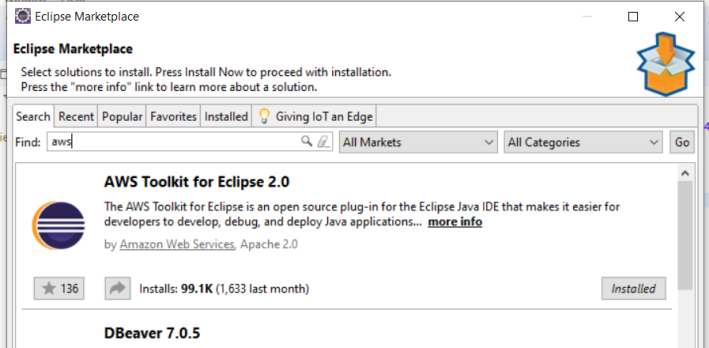 Eclipse Marketplace
Eclipse Marketplace
Select solutions to install. Press Install Now to proceed with installation.
Press the "more info" link to learn more about a solution.
Search Recent Popular Favorites Installed Giving IoT an Edge
Find: aws All Markets All Categories Go
AWS Toolkit for Eclipse 2.0
The AWS Toolkit for Eclipse is an open source plug-in for the Eclipse Java IDE that makes it easier for
developers to develop, debug, and deploy Java applications... more info
by Amazon Web Services, Apache 2.0
136 Installs: 99.1K (1,633 last month) Installed
DBeaver 7.0.5